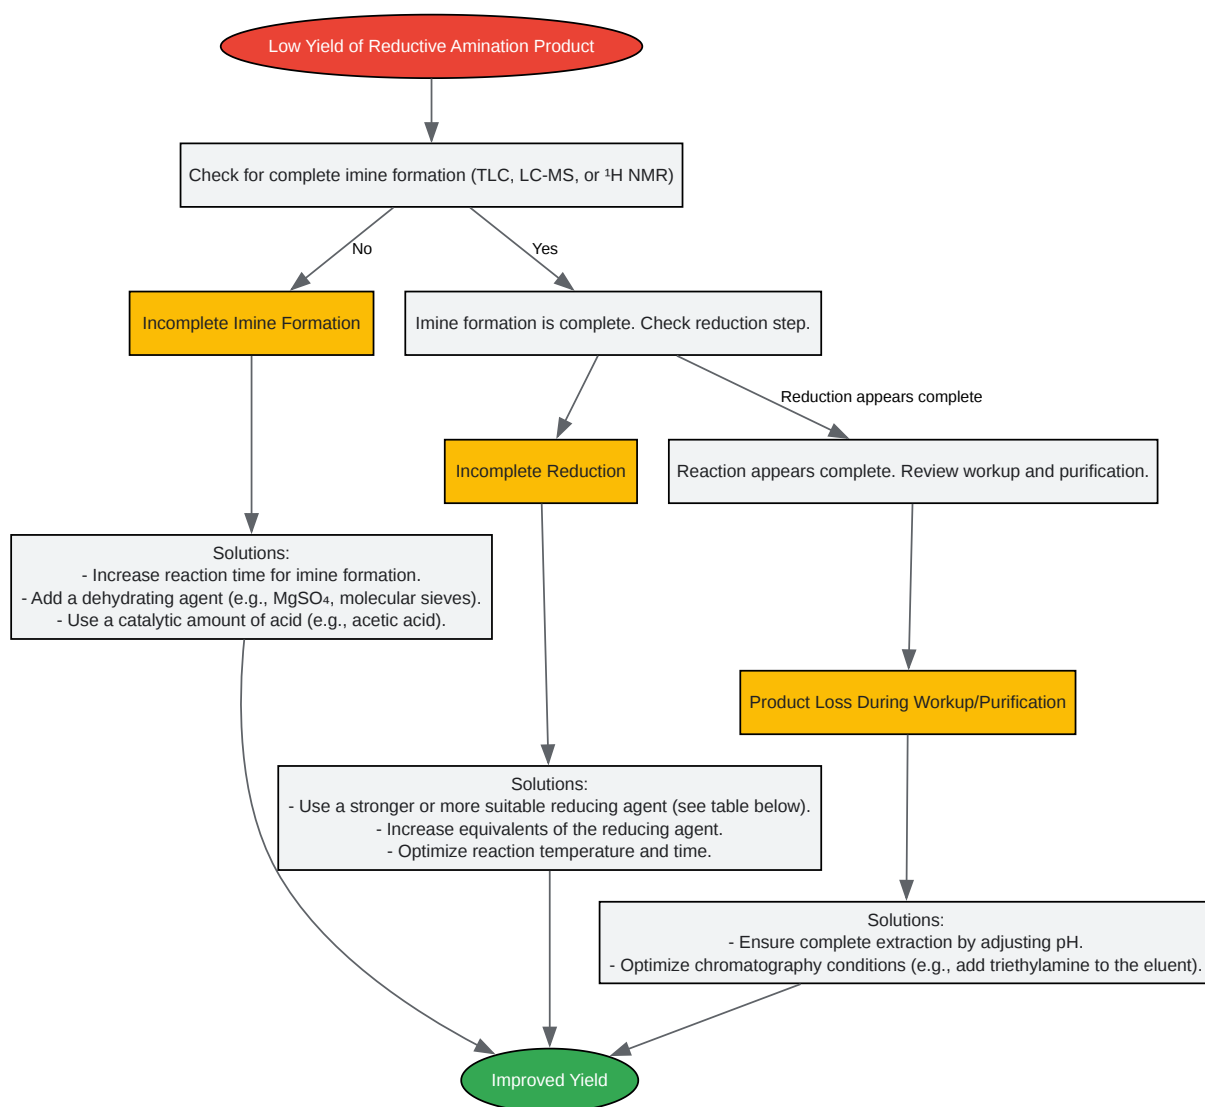 Low Yield of Reductive Amination Product
Check for complete imine formation (TLC, LC-MS, or ¹H NMR)
No
Yes
Incomplete Imine Formation
Imine formation is complete. Check reduction step.
Reduction appears complete
Incomplete Reduction
Reaction appears complete. Review workup and purification.
Solutions:
- Increase reaction time for imine formation.
- Add a dehydrating agent (e.g., MgSO₄, molecular sieves).
- Use a catalytic amount of acid (e.g., acetic acid).
Product Loss During Workup/Purification
Solutions:
- Use a stronger or more suitable reducing agent (see table below).
- Increase equivalents of the reducing agent.
- Optimize reaction temperature and time.
Solutions:
- Ensure complete extraction by adjusting pH.
- Optimize chromatography conditions (e.g., add triethylamine to the eluent).
Improved Yield